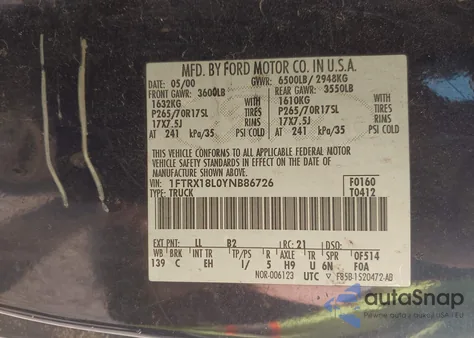 MFD. BY FORD MOTOR CO. IN U.S.A.
DATE: 05/00 GVWR: 6500LB/ 2948KG
FRONT GAWR: 3600LB REAR GAWR: 3550LB
1632KG WITH 1610KG WITH
P265/70R17SL TIRES P265/70R17SL TIRES
17X7.5J RIMS 17X7.5J RIMS
AT 241 kPa/35 PSI COLD AT 241 kPa/35 PSI COLD
THIS VEHICLE CONFORMS TO ALL APPLICABLE FEDERAL MOTOR
VEHICLE SAFETY STANDARDS IN EFFECT ON THE DATE OF MANUFACTURE
SHOWN ABOVE.
VIN: 1FTRX18L0YNB86726 F0160
TYPE: TRUCK T0412
EXT PNT: LL B2 RC: 21 DSO:
WB BRK INT TR TP/PS R AXLE TR SPR OF514
139 C EH 1/ 5 H9 U 6N F0A
NOR-006123 UTC F85B-1520472-AB
autoSnap